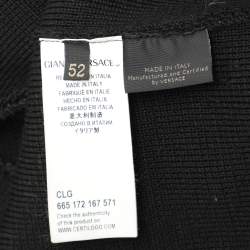 GIANNI VERSACE
52
MADE IN ITALY
FABRIQUE EN ITALIE
HECHO EN ITALIA
FABBRICATO EN ITALIA
СДЕЛАНО В ИТАЛИИ
意大利制造
イタリア製
MADE IN ITALY
Manufactured and Certified
by VERSACE
CLG
665 172 167 571
Check the authenticity
of this product on
WWW.CERTILOGO.COM